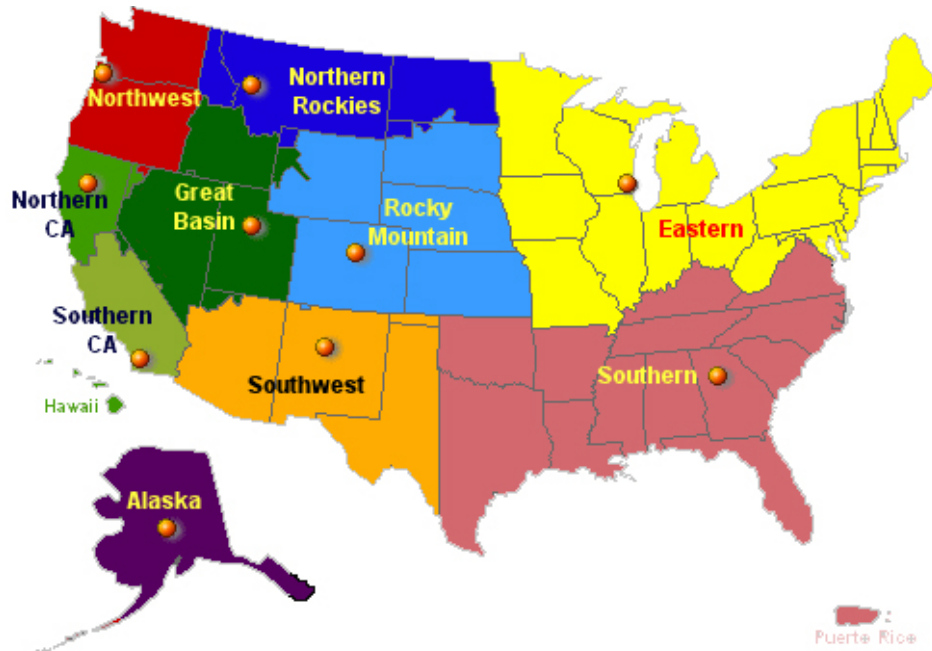 Northwest
Northern
Rockies
Northern
CA
Great
Basin
Rocky
Mountain
Eastern
Southern
CA
Southwest
Southern
Hawaii
Alaska
Puerto Rico